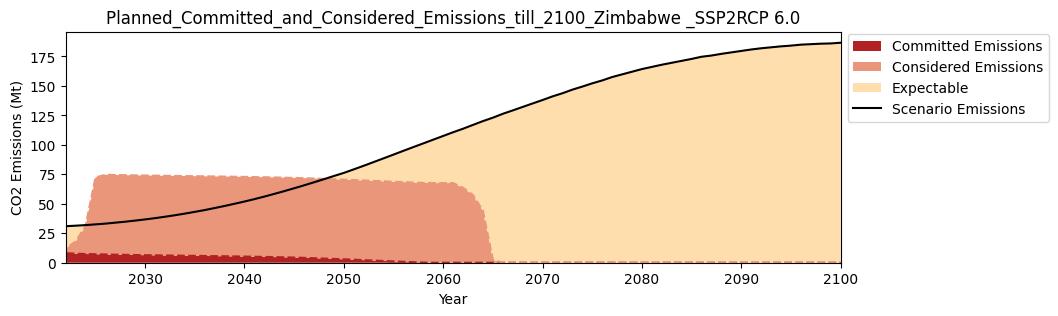 Planned_Committed_and_Considered_Emissions_till_2100_Zimbabwe _SSP2RCP 6.0
Committed Emissions
Considered Emissions
Expectable
Scenario Emissions
CO2 Emissions (Mt)
175
150
125
100
75
50
25
0
2030 2040 2050 2060 2070 2080 2090 2100
Year